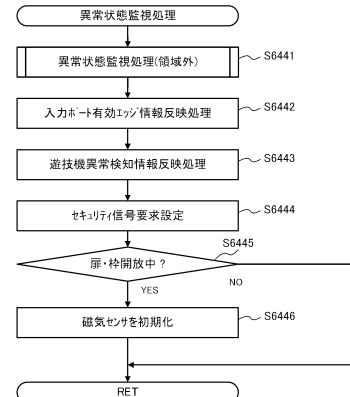 異常状態監視処理
異常状態監視処理(領域外)
S6441
入力ポート有効エッジ情報反映処理
S6442
遊技機異常検知情報反映処理
S6443
セキュリティ信号要求設定
S6444
S6445
扉・枠開放中？
NO
YES
磁気センサを初期化
S6446
RET